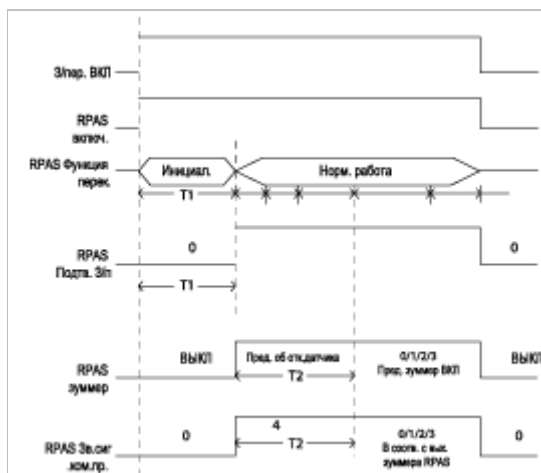 З/пер. ВКЛ
RPAS
включ.
RPAS Функция
перек.
Инициал.
Норм. работа
T1
RPAS
Подтв. З/п
0
0
T1
RPAS
зуммер
ВЫКЛ
Пред. об отк.датчика
T2
0/1/2/3
Пред. зуммер ВКЛ
ВЫКЛ
RPAS Зв.сиг
.ком.пр.
0
4
T2
0/1/2/3
В соотв. с вых.
зуммера RPAS
0